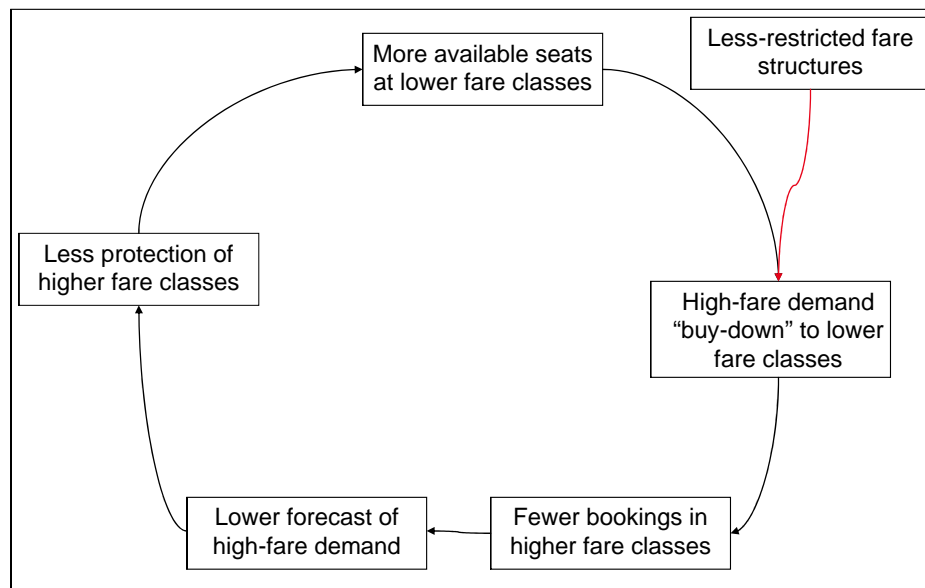 More available seats
at lower fare classes
Less-restricted fare
structures
High-fare demand
“buy-down” to lower
fare classes
Fewer bookings in
higher fare classes
Lower forecast of
high-fare demand
Less protection of
higher fare classes